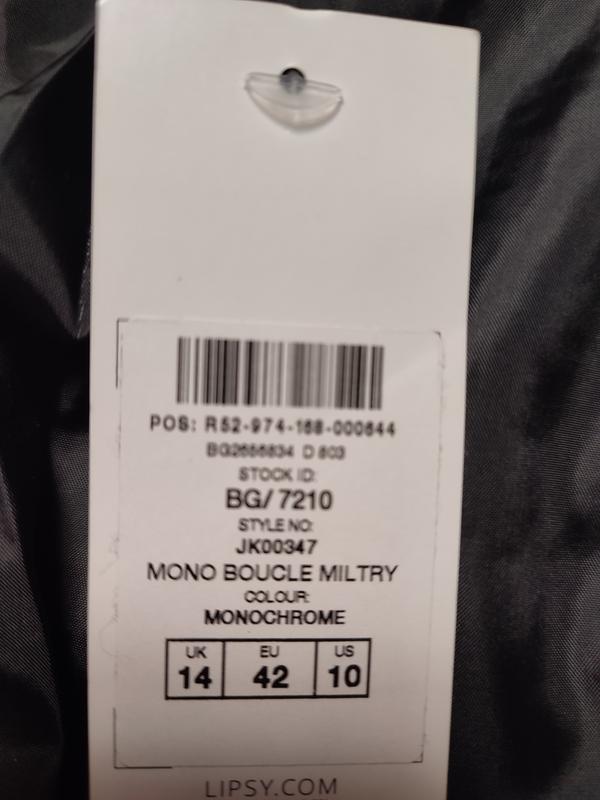 POS: R52-974-168-000644
BG2656834 D 803
STOCK ID:
BG/7210
STYLE NO:
JK00347
MONO BOUCLE MILTRY
COLOUR:
MONOCHROME
UK EU US
14 42 10
LIPSY.COM